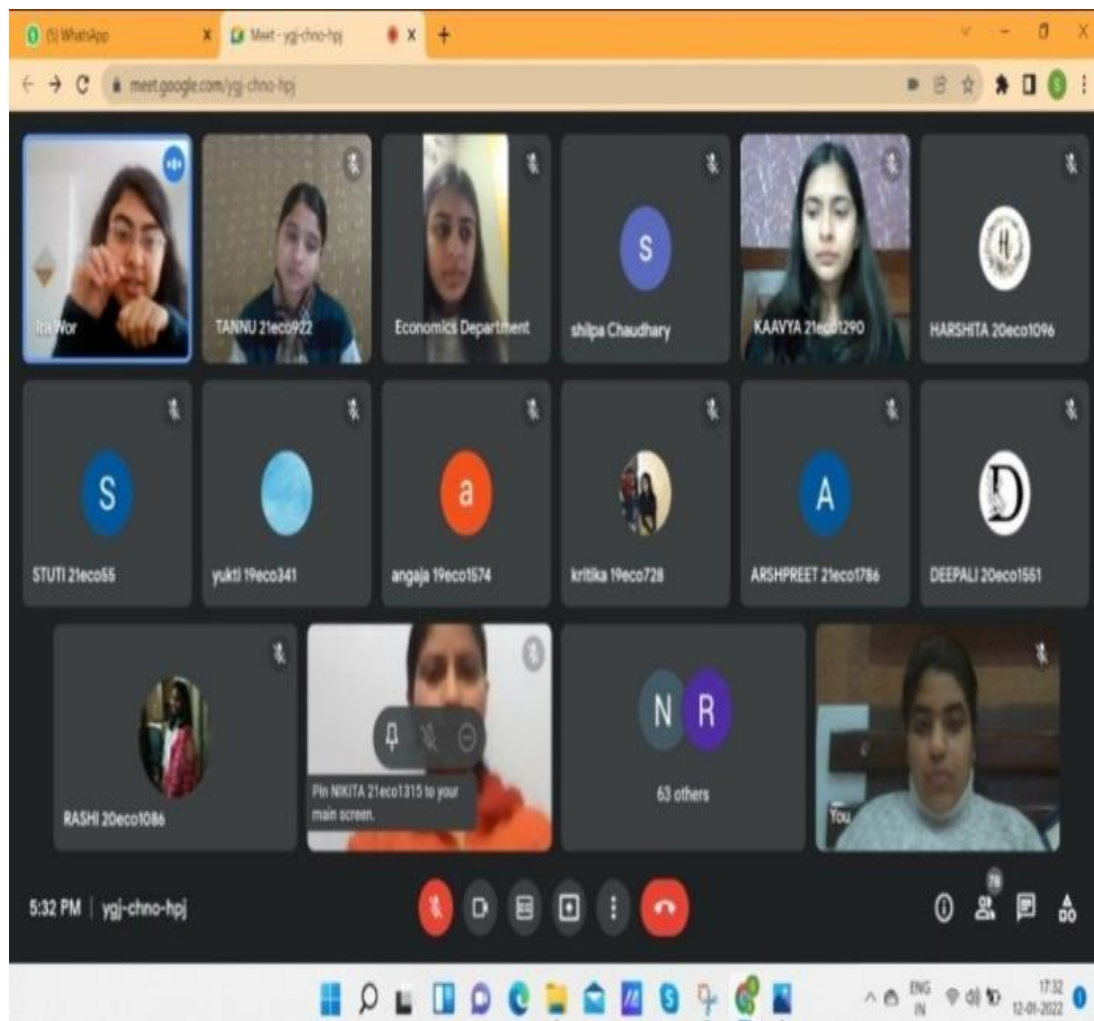 (5) WhatsApp
Meet - ygj-chno-hpj
meet.google.com/ygj-chno-hpj
S
Ira Wor
TANNU 21eco922
Economics Department
S
shilpa Chaudhary
KAAVYA 21eco1290
H
HARSHITA 20eco1096
S
STUTI 21eco55
yukti 19eco341
a
angaja 19eco1574
kritika 19eco728
A
ARSHPREET 21eco1786
D
DEEPALI 20eco1551
RASHI 20eco1086
Pin NIKITA 21eco1315 to your
main screen.
N R
63 others
You
5:32 PM | ygj-chno-hpj
78
ENG
IN
17:32
12-01-2022